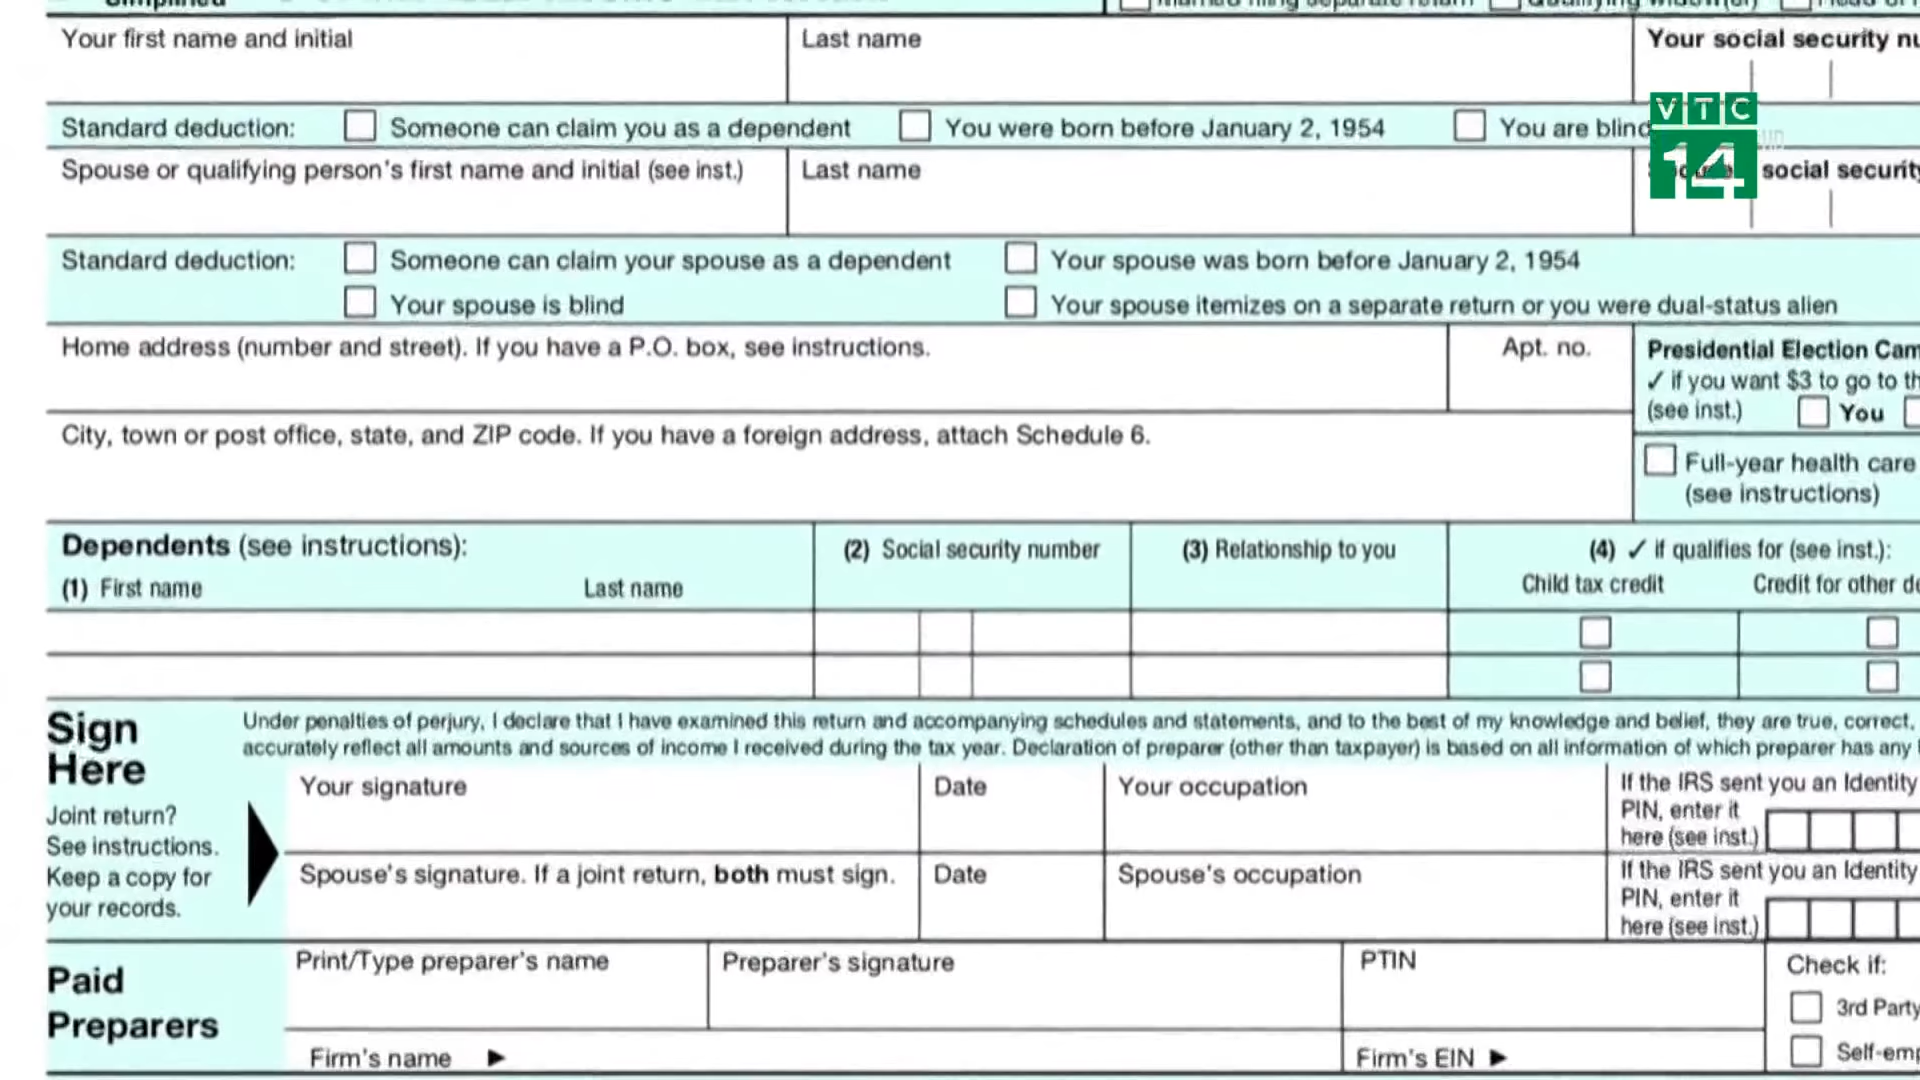 Simplified
Married filing separate return Qualifying widow(er)
Your first name and initial Last name Your social security
VTC
14
Standard deduction: Someone can claim you as a dependent You were born before January 2, 1954 You are blind
Spouse or qualifying person's first name and initial (see inst.) Last name social security
Standard deduction: Someone can claim your spouse as a dependent Your spouse was born before January 2, 1954
Your spouse is blind Your spouse itemizes on a separate return or you were dual-status alien
Home address (number and street). If you have a P.O. box, see instructions. Apt. no. Presidential Election Cam
✓ if you want $3 to go to th
(see inst.) You
City, town or post office, state, and ZIP code. If you have a foreign address, attach Schedule 6.
Full-year health care
(see instructions)
Dependents (see instructions): (2) Social security number (3) Relationship to you (4) ✓ if qualifies for (see inst.):
(1) First name Last name Child tax credit Credit for other de
Sign Here
Under penalties of perjury, I declare that I have examined this return and accompanying schedules and statements, and to the best of my knowledge and belief, they are true, correct,
accurately reflect all amounts and sources of income I received during the tax year. Declaration of preparer (other than taxpayer) is based on all information of which preparer has any
Joint return?
See instructions.
Keep a copy for
your records.
Your signature Date Your occupation If the IRS sent you an Identity
PIN, enter it
here (see inst.)
Spouse's signature. If a joint return, both must sign. Date Spouse's occupation If the IRS sent you an Identity
PIN, enter it
here (see inst.)
Paid
Preparers
Print/Type preparer's name Preparer's signature PTIN Check if:
3rd Party
Firm's name ► Firm's EIN ► Self-emp